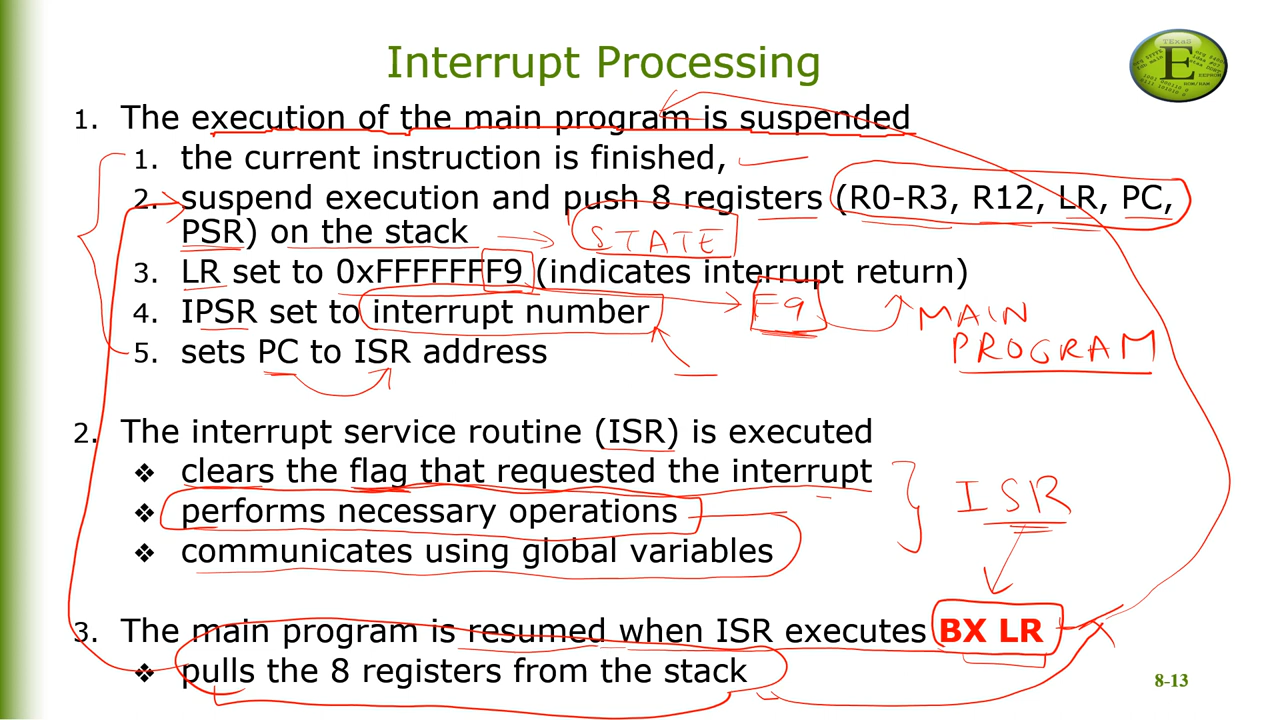 Interrupt Processing
TExaS
E
1. The execution of the main program is suspended
1. the current instruction is finished,
2. suspend execution and push 8 registers (R0-R3, R12, LR, PC,
PSR) on the stack STATE
3. LR set to 0xFFFFFFF9 (indicates interrupt return)
4. IPSR set to interrupt number F9 MAIN
5. sets PC to ISR address PROGRAM
2. The interrupt service routine (ISR) is executed
❖ clears the flag that requested the interrupt
ISR
❖ performs necessary operations
❖ communicates using global variables
3. The main program is resumed when ISR executes BX LR
❖ pulls the 8 registers from the stack
8-13